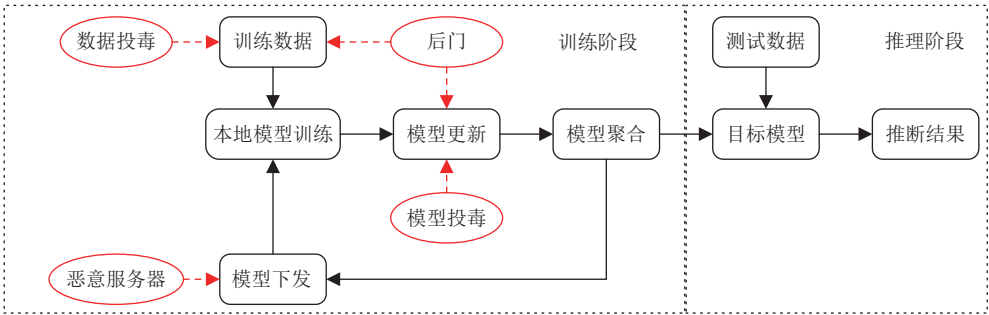 数据投毒
训练数据
后门
训练阶段
测试数据
推理阶段
本地模型训练
模型更新
模型聚合
目标模型
推断结果
模型投毒
恶意服务器
模型下发